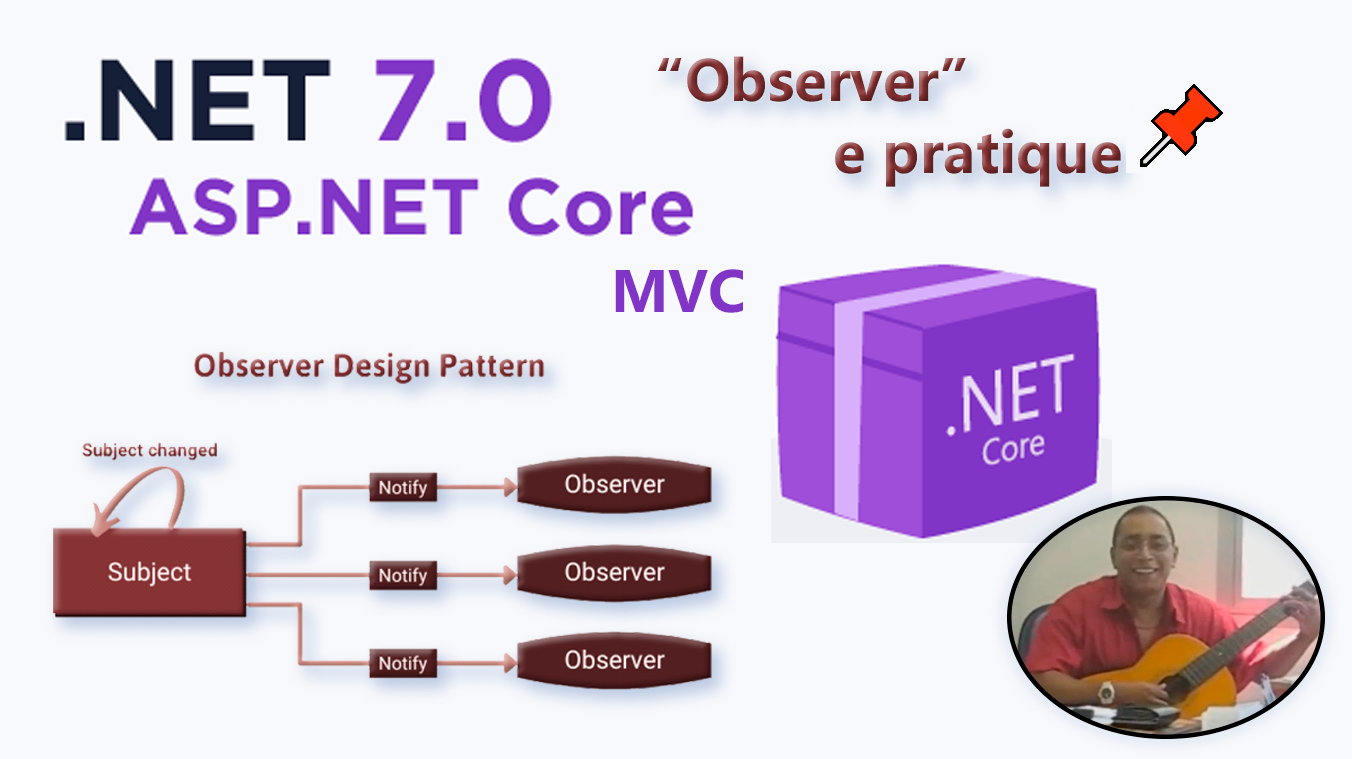 .NET 7.0
ASP.NET Core
MVC
“Observer”
e pratique
.NET
Core
Observer Design Pattern
Subject changed
Subject
Notify
Observer
Notify
Observer
Notify
Observer